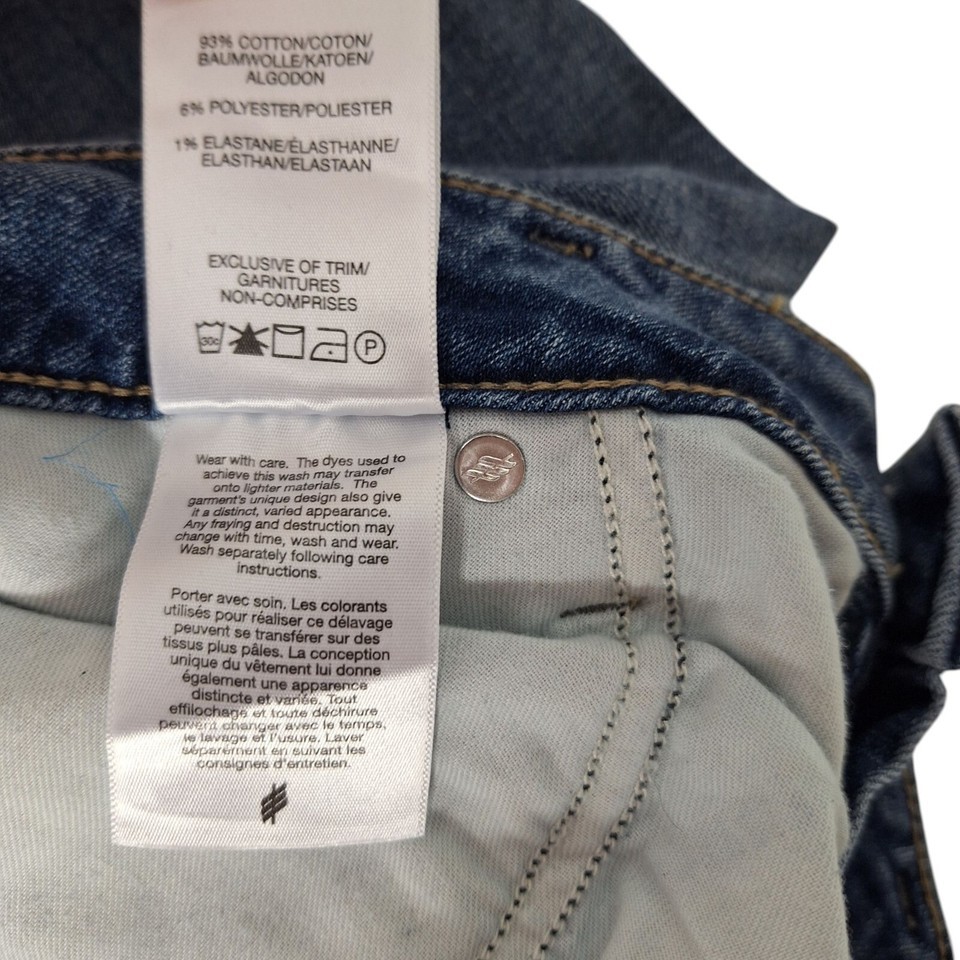 93% COTTON/COTON/
BAUMWOLLE/KATOEN/
ALGODON
6% POLYESTER/POLIESTER
1% ELASTANE/ÉLASTHANNE/
ELASTHAN/ELASTAAN
EXCLUSIVE OF TRIM/
GARNITURES
NON-COMPRISES
30c P
Wear with care. The dyes used to
achieve this wash may transfer
onto lighter materials. The
garment's unique design also give
it a distinct, varied appearance.
Any fraying and destruction may
change with time, wash and wear.
Wash separately following care
instructions.
Porter avec soin. Les colorants
utilisés pour réaliser ce délavage
peuvent se transférer sur des
tissus plus pâles. La conception
unique du vêtement lui donne
également une apparence
distincte et variée. Tout
effilochage et toute déchirure
peuvent changer avec le temps,
le lavage et l'usure. Laver
séparément en suivant les
consignes d'entretien.